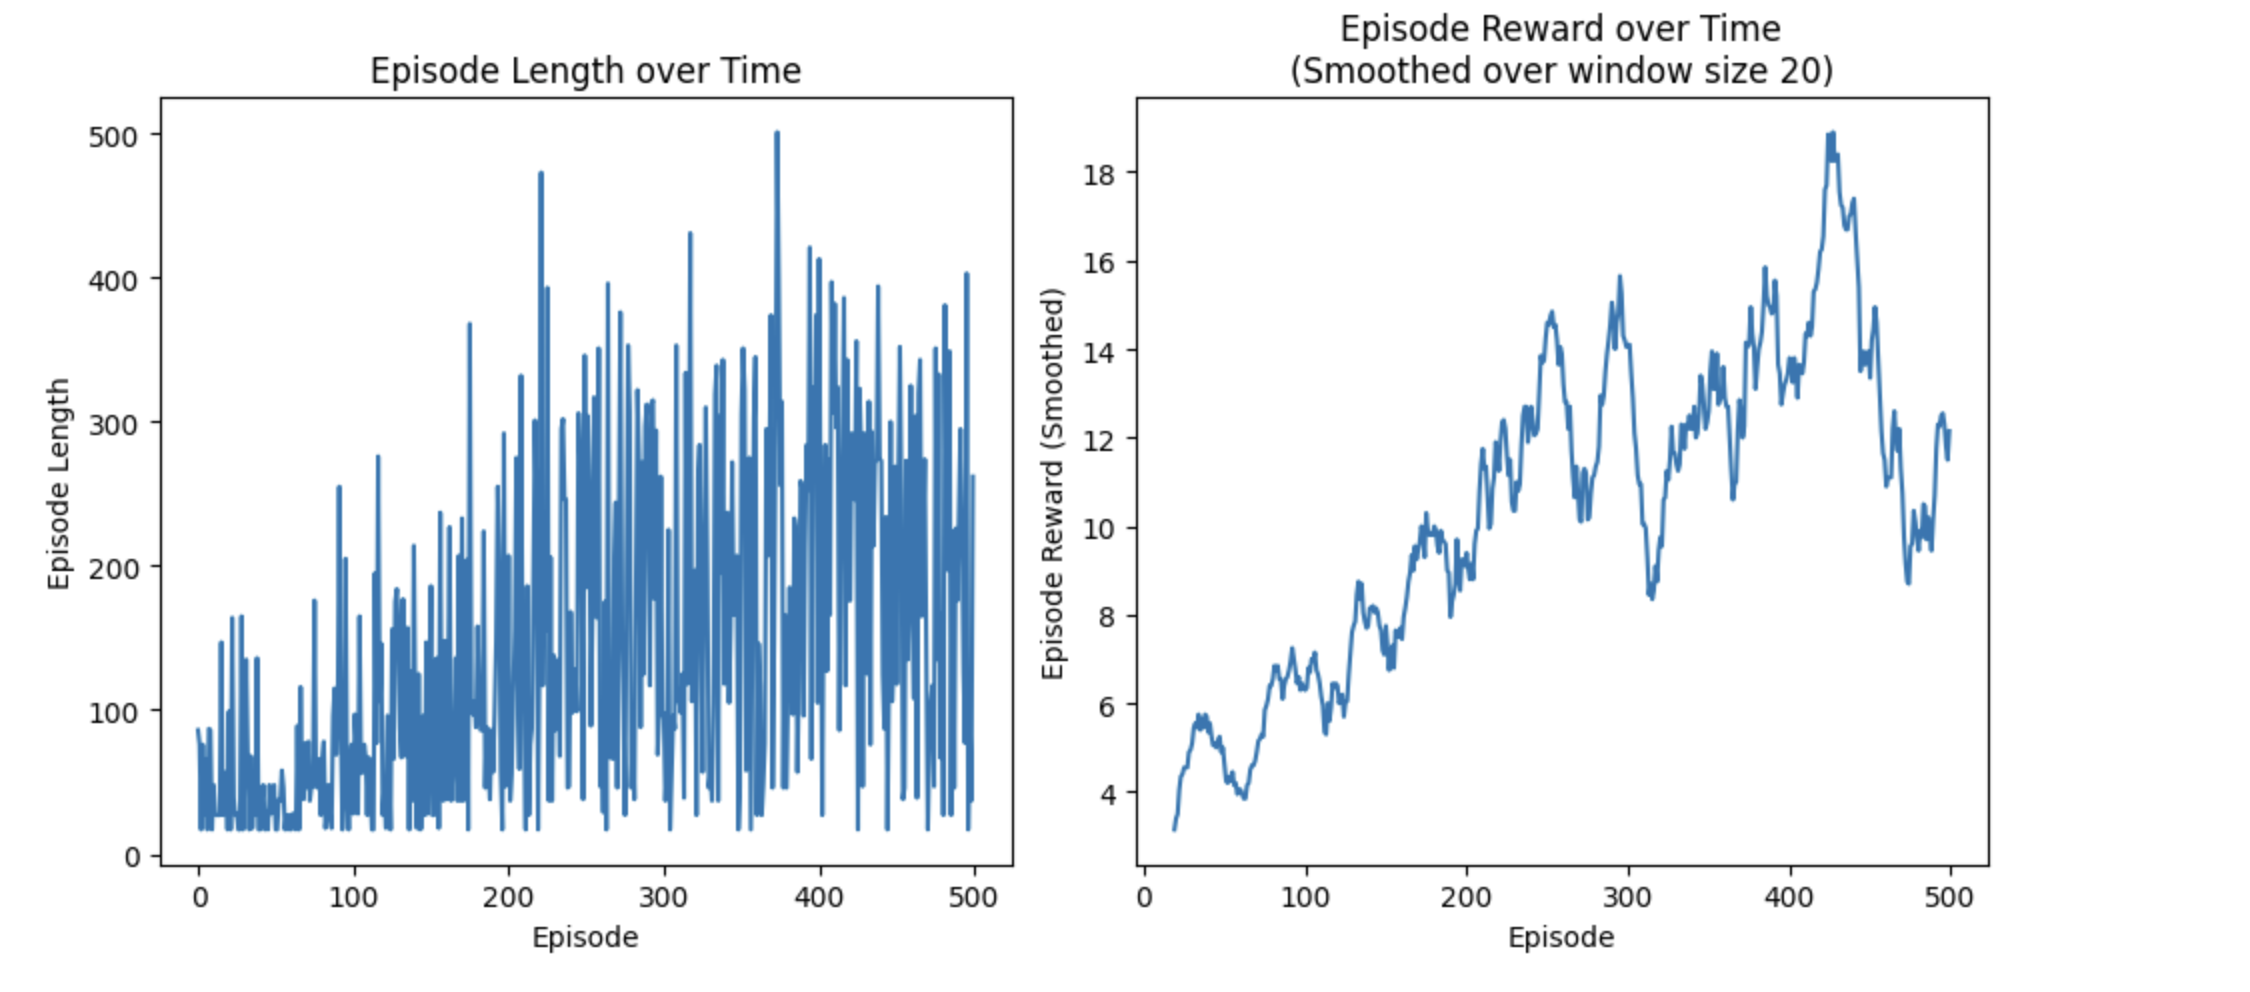 Episode Length over Time
500
400
300
200
100
0
Episode Length
0 100 200 300 400 500
Episode
Episode Reward over Time
(Smoothed over window size 20)
18
16
14
12
10
8
6
4
Episode Reward (Smoothed)
0 100 200 300 400 500
Episode